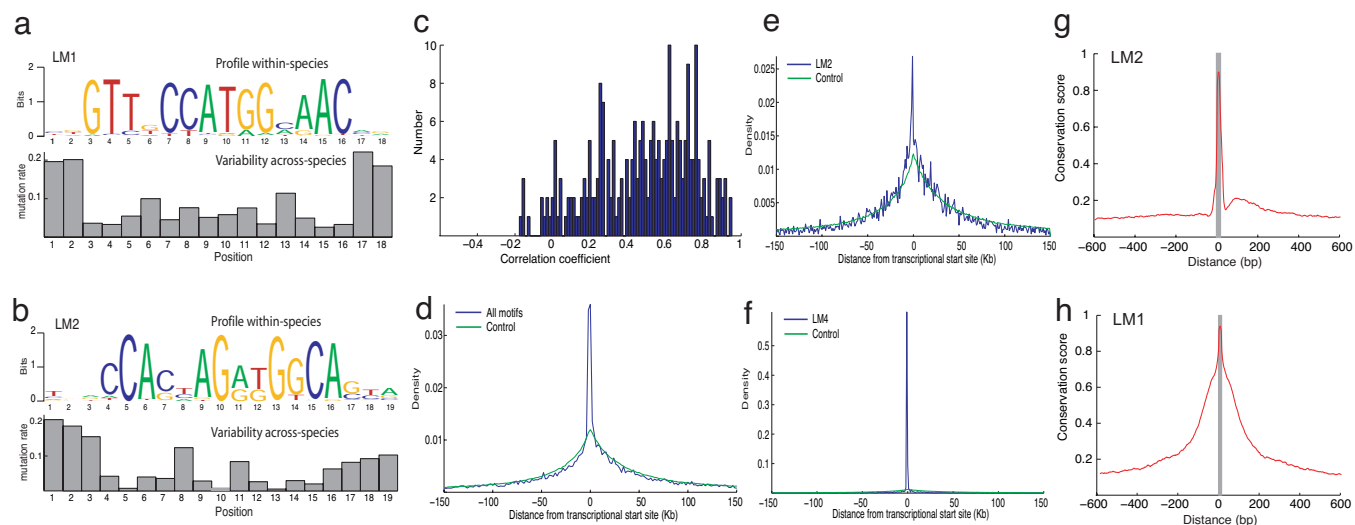 a
LM1
Profile within-species
Bits
2
1
0
GTTGCCATGGCAAAC
1 2 3 4 5 6 7 8 9 10 11 12 13 14 15 16 17 18
Variability across-species
mutation rate
0.2
0.1
1 2 3 4 5 6 7 8 9 10 11 12 13 14 15 16 17 18
Position
b
LM2
Profile within-species
Bits
2
1
0
CCACTAGATGGCAGTA
1 2 3 4 5 6 7 8 9 10 11 12 13 14 15 16 17 18 19
Variability across-species
mutation rate
0.2
0.1
1 2 3 4 5 6 7 8 9 10 11 12 13 14 15 16 17 18 19
Position
c
Number
10
8
6
4
2
−0.4 −0.2 0 0.2 0.4 0.6 0.8 1
Correlation coefficient
d
All motifs
Control
Density
0.03
0.02
0.01
−150 −100 −50 0 50 100 150
Distance from transcriptional start site (Kb)
e
LM2
Control
Density
0.025
0.02
0.015
0.01
0.005
−150 −100 −50 0 50 100 150
Distance from transcriptional start site (Kb)
f
LM4
Control
Density
0.5
0.4
0.3
0.2
0.1
−150 −100 −50 0 50 100 150
Distance from transcriptional start site (Kb)
g
LM2
Conservation score
1
0.8
0.6
0.4
0.2
−600 −400 −200 0 200 400 600
Distance (bp)
h
LM1
Conservation score
1
0.8
0.6
0.4
0.2
−600 −400 −200 0 200 400 600
Distance (bp)